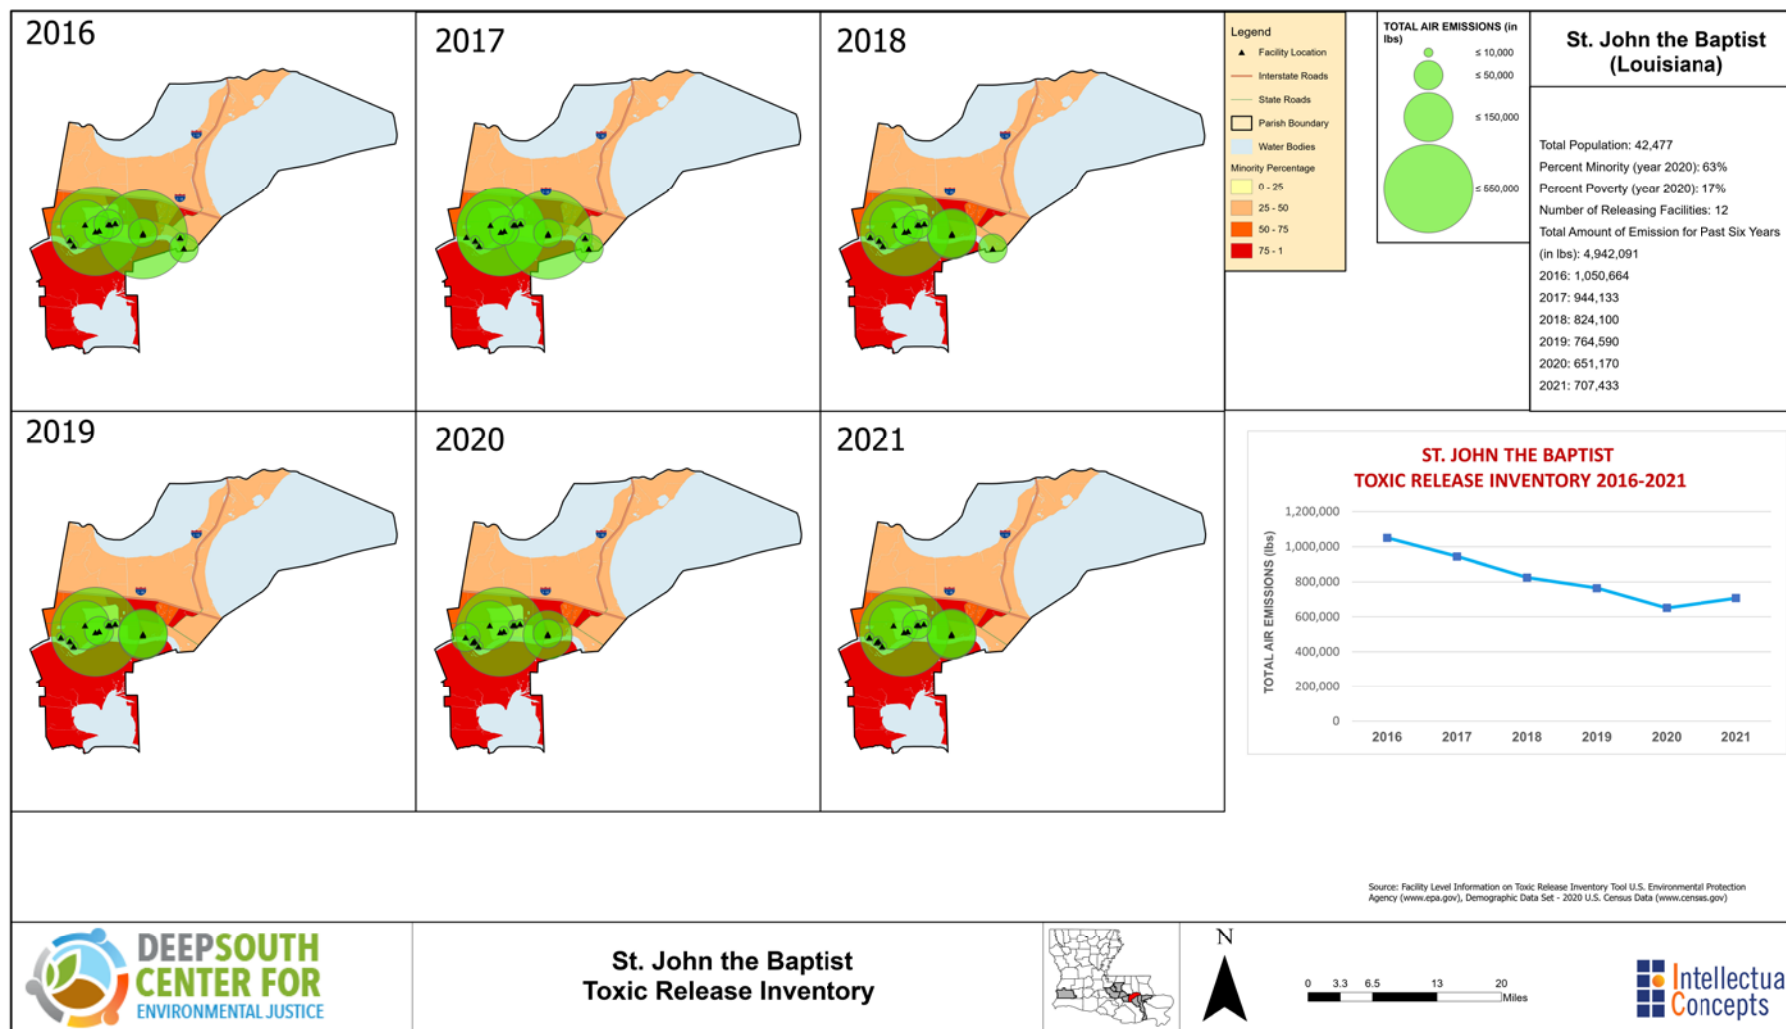 2016
2017
2018
Legend
Facility Location
Interstate Roads
State Roads
Parish Boundary
Water Bodies
Minority Percentage
0 - 25
25 - 50
50 - 75
75 - 1
TOTAL AIR EMISSIONS (in
lbs)
≤ 10,000
≤ 50,000
≤ 150,000
≤ 560,000
St. John the Baptist
(Louisiana)
Total Population: 42,477
Percent Minority (year 2020): 63%
Percent Poverty (year 2020): 17%
Number of Releasing Facilities: 12
Total Amount of Emission for Past Six Years
(in lbs): 4,942,091
2016: 1,050,664
2017: 944,133
2018: 824,100
2019: 764,590
2020: 651,170
2021: 707,433
2019
2020
2021
ST. JOHN THE BAPTIST
TOXIC RELEASE INVENTORY 2016-2021
TOTAL AIR EMISSIONS (lbs)
1,200,000
1,000,000
800,000
600,000
400,000
200,000
0
2016 2017 2018 2019 2020 2021
Source: Facility Level Information on Toxic Release Inventory Tool U.S. Environmental Protection
Agency (www.epa.gov), Demographic Data Set - 2020 U.S. Census Data (www.census.gov)
DEEPSOUTH
CENTER FOR
ENVIRONMENTAL JUSTICE
St. John the Baptist
Toxic Release Inventory
N
0 3.3 6.5 13 20
Miles
Intellectua
Concepts